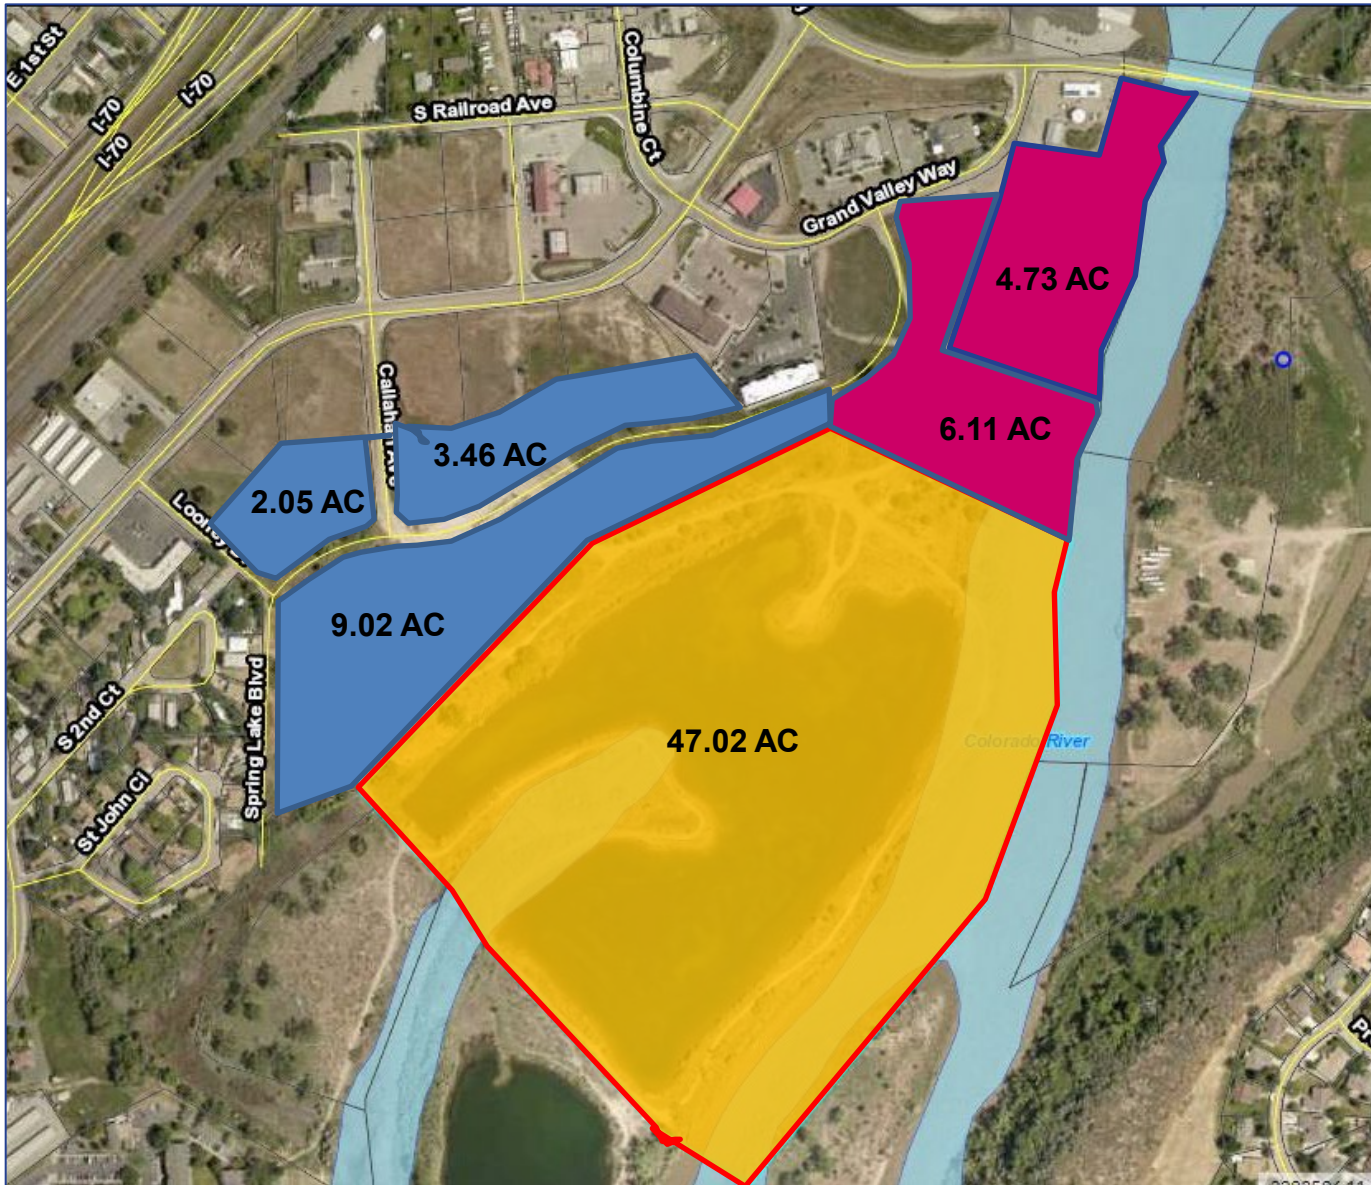 E 1st St
I-70
I-70
I-70
S Railroad Ave
Columbine Ct
Grand Valley Way
4.73 AC
6.11 AC
3.46 AC
2.05 AC
9.02 AC
Spring Lake Blvd
S 2nd Ct
St John Cl
47.02 AC
Colorado River